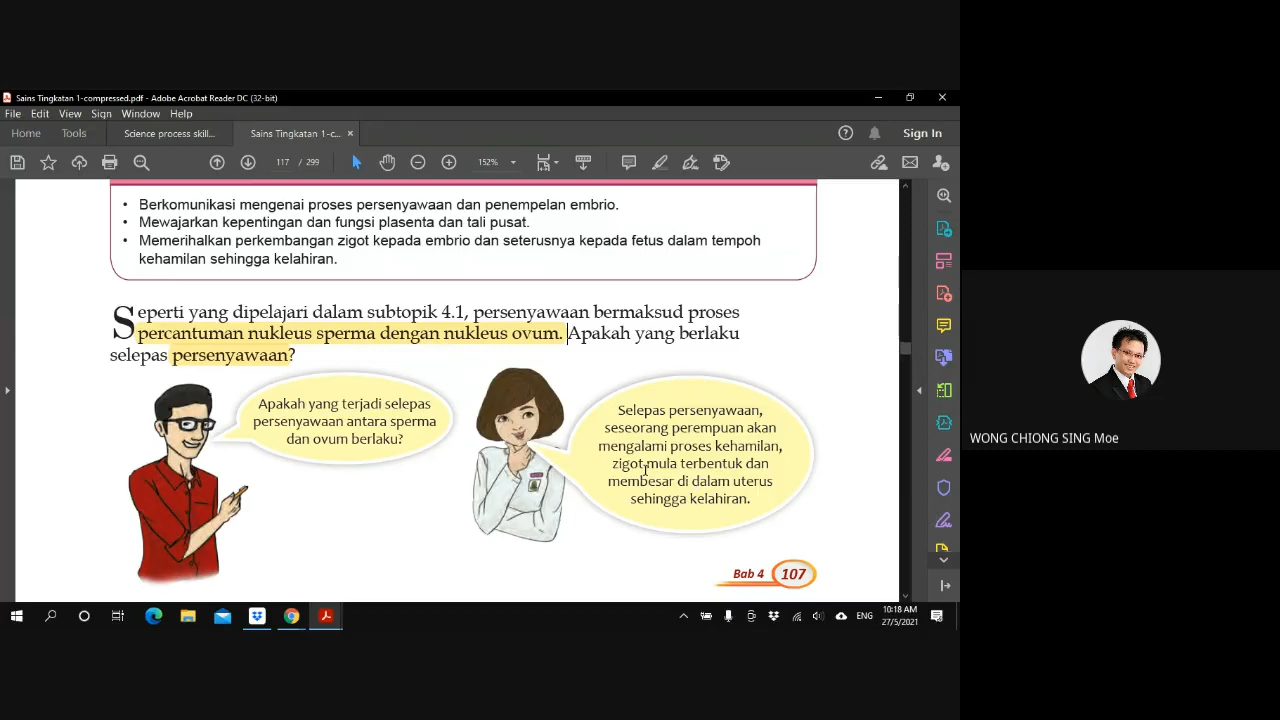 Sains Tingkatan 1-compressed.pdf - Adobe Acrobat Reader DC (32-bit)
File Edit View Sign Window Help
Home Tools Science process skill... Sains Tingkatan 1-c... × Sign In
117 / 299 152%
• Berkomunikasi mengenai proses persenyawaan dan penempelan embrio.
• Mewajarkan kepentingan dan fungsi plasenta dan tali pusat.
• Memerihalkan perkembangan zigot kepada embrio dan seterusnya kepada fetus dalam tempoh
kehamilan sehingga kelahiran.
Seperti yang dipelajari dalam subtopik 4.1, persenyawaan bermaksud proses
percantuman nukleus sperma dengan nukleus ovum. Apakah yang berlaku
selepas persenyawaan?
Apakah yang terjadi selepas
persenyawaan antara sperma
dan ovum berlaku?
Selepas persenyawaan,
seseorang perempuan akan
mengalami proses kehamilan,
zigot mula terbentuk dan
membesar di dalam uterus
sehingga kelahiran.
Bab 4 107
WONG CHIONG SING Moe
ENG
10:18 AM
27/5/2021